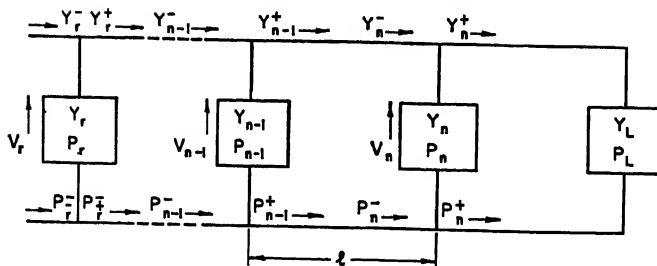 Y_r^- Y_r^+ Y_{n-1}^- Y_{n-1}^+ Y_n^- Y_n^+
V_r Y_r P_r V_{n-1} Y_{n-1} P_{n-1} V_n Y_n P_n Y_L P_L
P_r^- P_r^+ P_{n-1}^- P_{n-1}^+ P_n^- P_n^+
ℓ